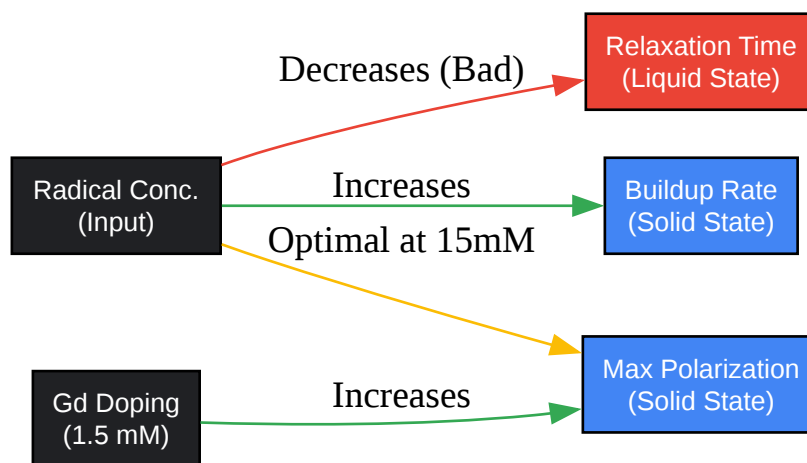 Relaxation Time
(Liquid State)
Decreases (Bad)
Radical Conc.
(Input)
Increases
Buildup Rate
(Solid State)
Optimal at 15mM
Max Polarization
(Solid State)
Gd Doping
(1.5 mM)
Increases